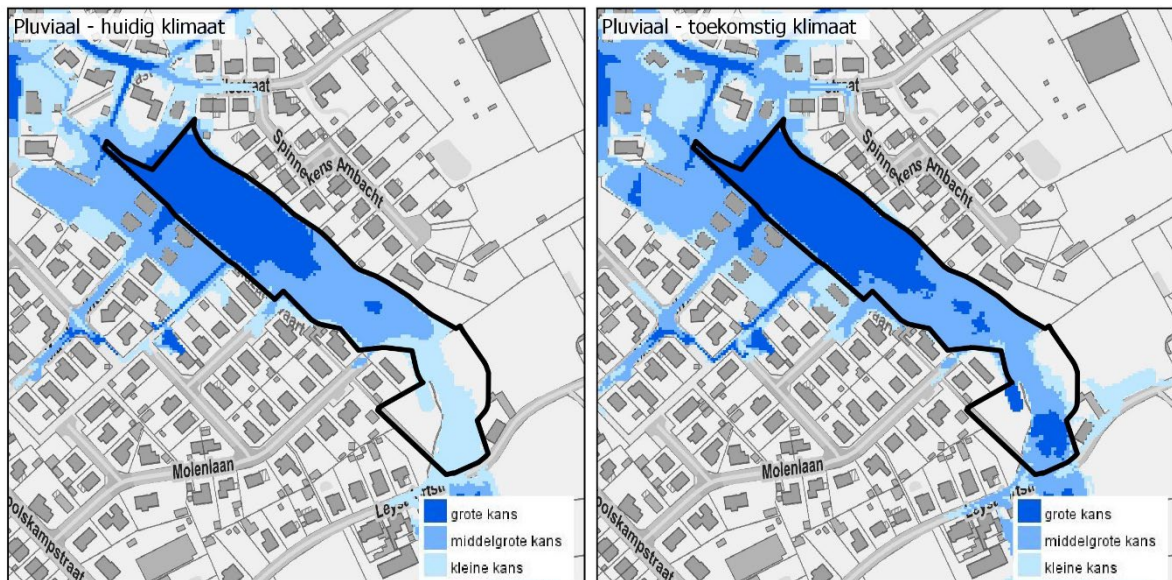 Pluviaal - huidig klimaat
Spinnekens Ambacht
Molenlaan
grote kans
middelgrote kans
kleine kans
Pluviaal - toekomstig klimaat
Spinnekens Ambacht
Molenlaan
grote kans
middelgrote kans
kleine kans